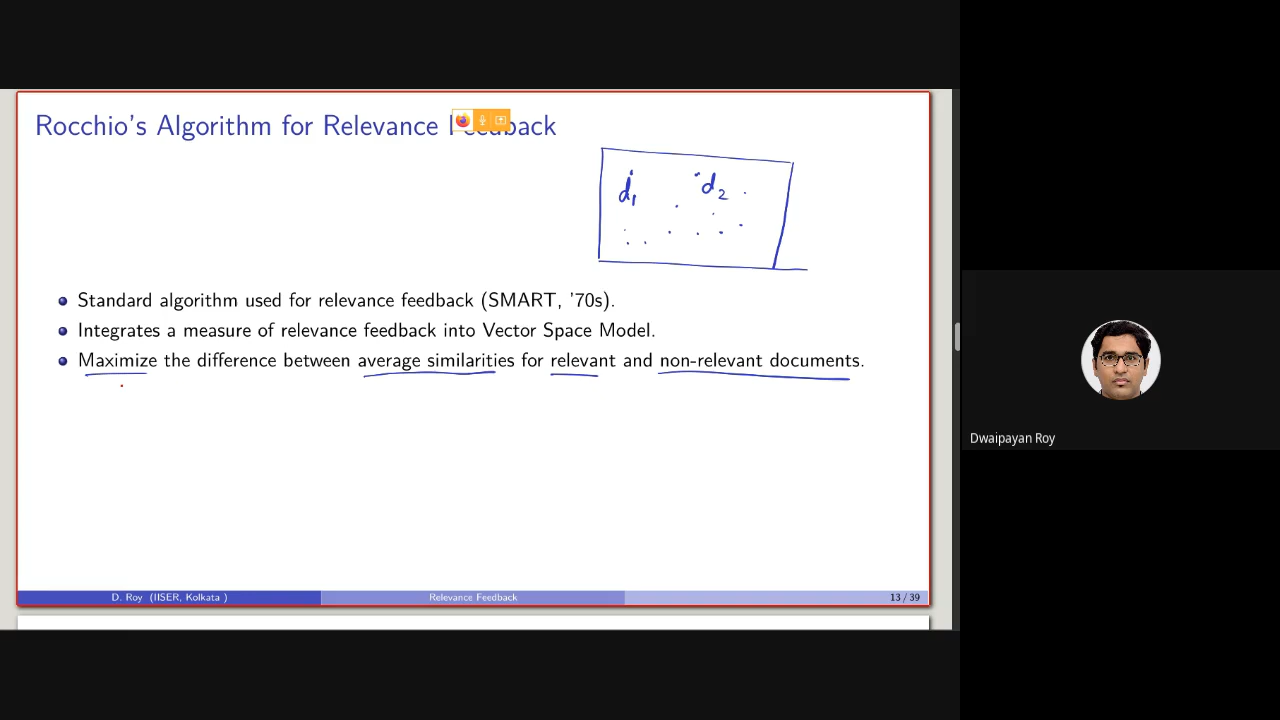 Rocchio's Algorithm for Relevance Feedback
d1 d2
Standard algorithm used for relevance feedback (SMART, '70s).
Integrates a measure of relevance feedback into Vector Space Model.
Maximize the difference between average similarities for relevant and non-relevant documents.
Dwaipayan Roy
D. Roy (IISER, Kolkata ) Relevance Feedback 13 / 39